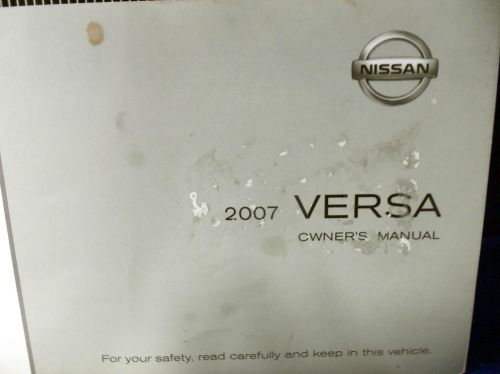 NISSAN
2007 VERSA
OWNER'S MANUAL
For your safety, read carefully and keep in this vehicle.